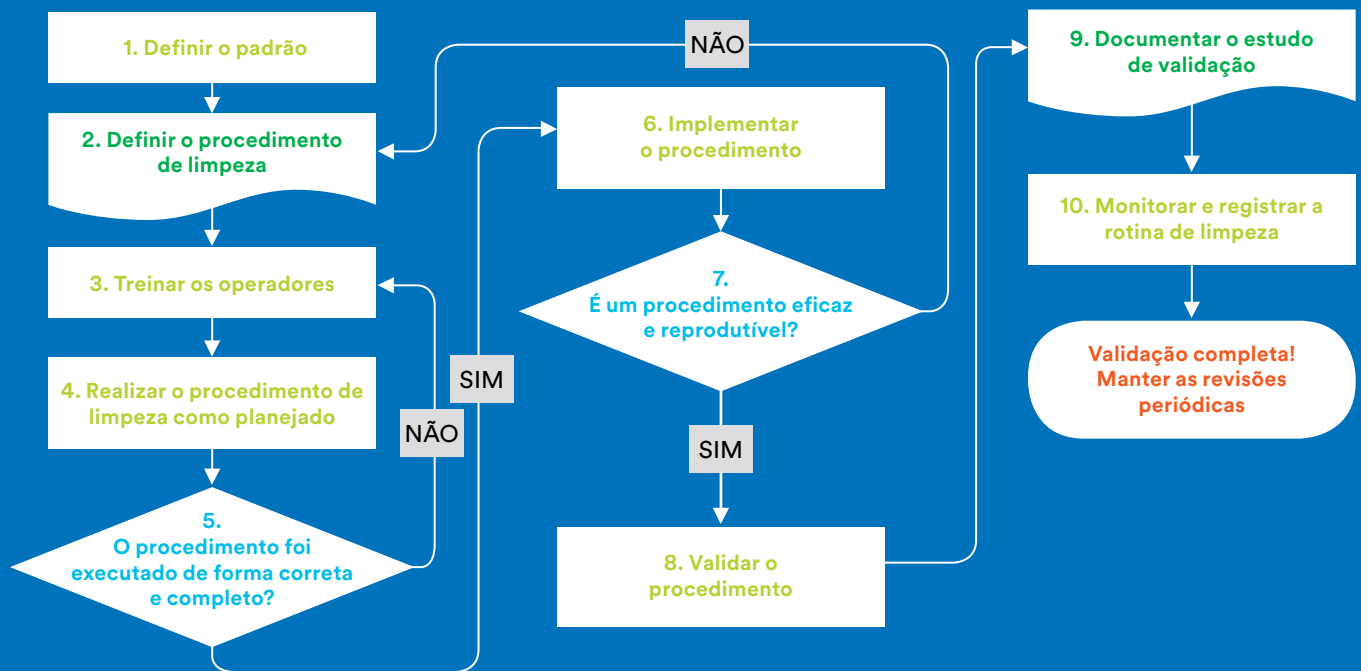 1. Definir o padrão
2. Definir o procedimento
de limpeza
3. Treinar os operadores
4. Realizar o procedimento de
limpeza como planejado
5.
O procedimento foi
executado de forma correta
e completo?
NÃO
SIM
NÃO
6. Implementar
o procedimento
7.
É um procedimento eficaz
e reprodutível?
SIM
8. Validar o
procedimento
9. Documentar o estudo
de validação
10. Monitorar e registrar a
rotina de limpeza
Validação completa!
Manter as revisões
periódicas